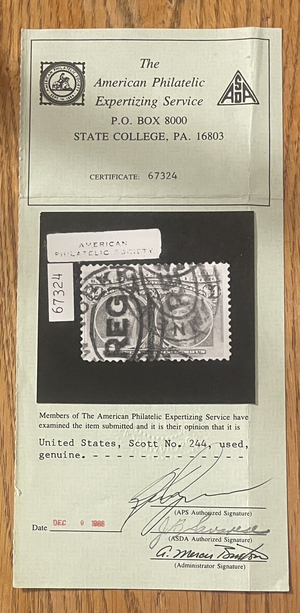 The
American Philatelic
Expertizing Service
P.O. BOX 8000
STATE COLLEGE, PA. 16803
ASDA
CERTIFICATE: 67324
AMERICAN
PHILATELIC SOCIETY
67324
REG
Members of The American Philatelic Expertizing Service have
examined the item submitted and it is their opinion that it is
United States, Scott No. 244, used,
genuine. - - - - - - - - - - - - - - -
(APS Authorized Signature)
Date DEC 9 1988
(ASDA Authorized Signature)
(Administrator Signature)